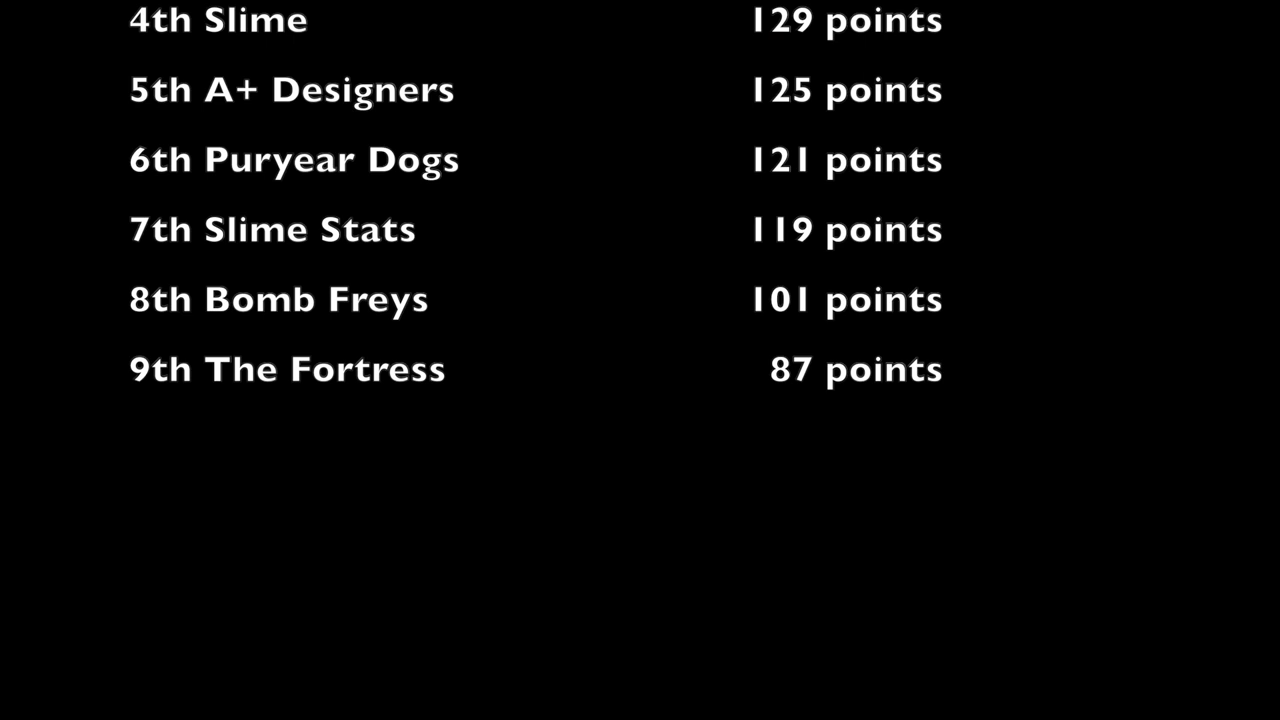 4th Slime 129 points
5th A+ Designers 125 points
6th Puryear Dogs 121 points
7th Slime Stats 119 points
8th Bomb Freys 101 points
9th The Fortress 87 points